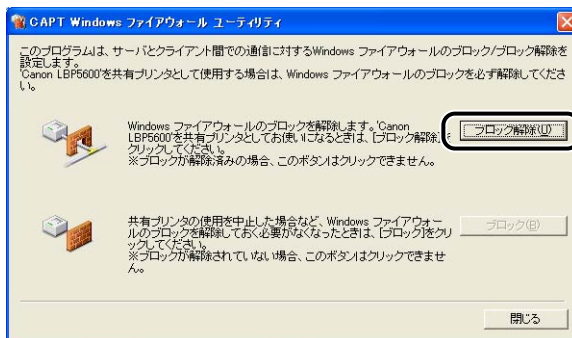 CAPT Windows ファイアウォール ユーティリティ
このプログラムは、サーバとクライアント間での通信に対するWindows ファイアウォールのブロック/ブロック解除を
設定します。
'Canon LBP5600'を共有プリンタとして使用する場合は、Windows ファイアウォールのブロックを必ず解除してくださ
い。
Windows ファイアウォールのブロックを解除します。'Canon
LBP5600'を共有プリンタとしてお使いになるときは、[ブロック解除]を
クリックしてください。
※ブロックが解除済みの場合、このボタンはクリックできません。
ブロック解除(U)
共有プリンタの使用を中止した場合など、Windows ファイアウォー
ルのブロックを解除しておく必要がなくなったときは、[ブロック]をクリ
ックしてください。
※ブロックが解除されていない場合、このボタンはクリックできませ
ん。
ブロック(B)
閉じる